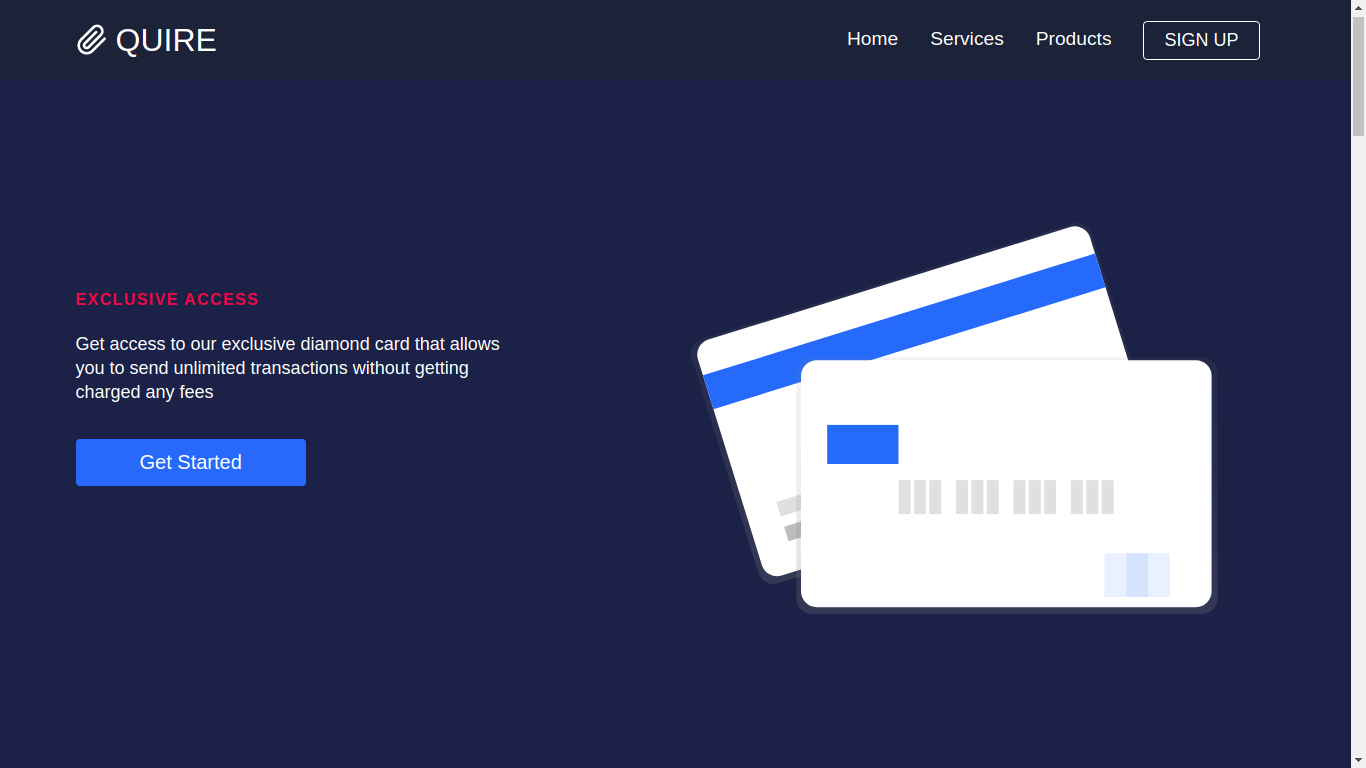 QUIRE
Home
Services
Products
SIGN UP
EXCLUSIVE ACCESS
Get access to our exclusive diamond card that allows
you to send unlimited transactions without getting
charged any fees
Get Started